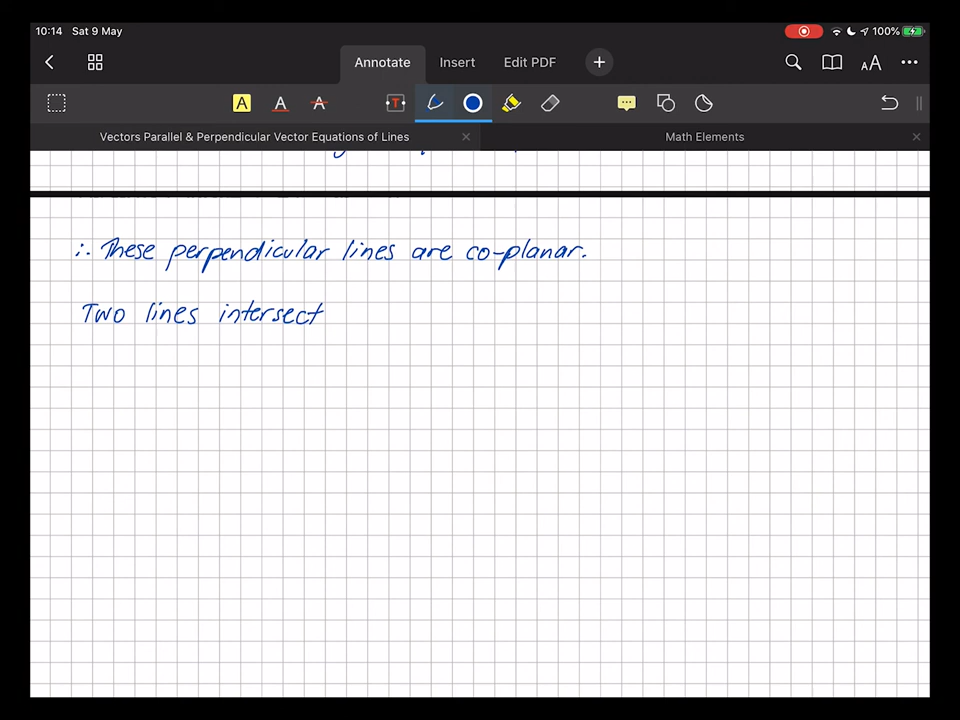 10:14 Sat 9 May 100%
Annotate Insert Edit PDF
A A A T AA
Vectors Parallel & Perpendicular Vector Equations of Lines Math Elements
∴ These perpendicular lines are co-planar.
Two lines intersect